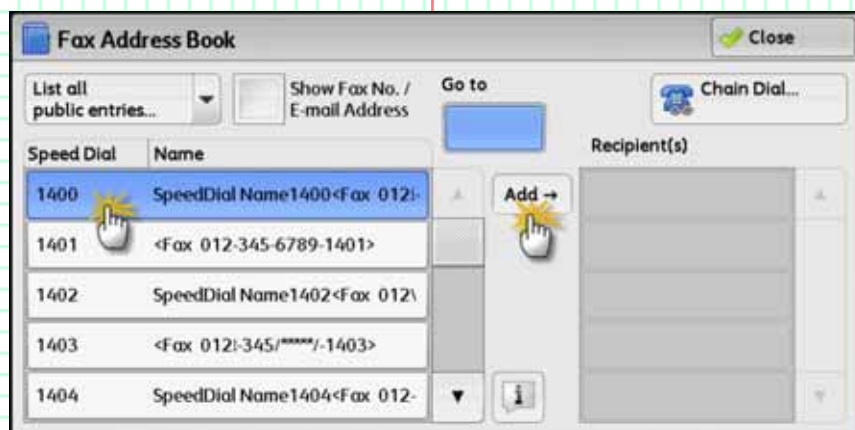 Fax Address Book
Close
List all
public entries...
Show Fax No. /
E-mail Address
Go to
Chain Dial...
Speed Dial
Name
Recipient(s)
1400 SpeedDial Name1400<Fax 012!-
Add →
1401 <Fax 012-345-6789-1401>
1402 SpeedDial Name1402<Fax 012\
1403 <Fax 012!-345/*****/-1403>
1404 SpeedDial Name1404<Fax 012-
i